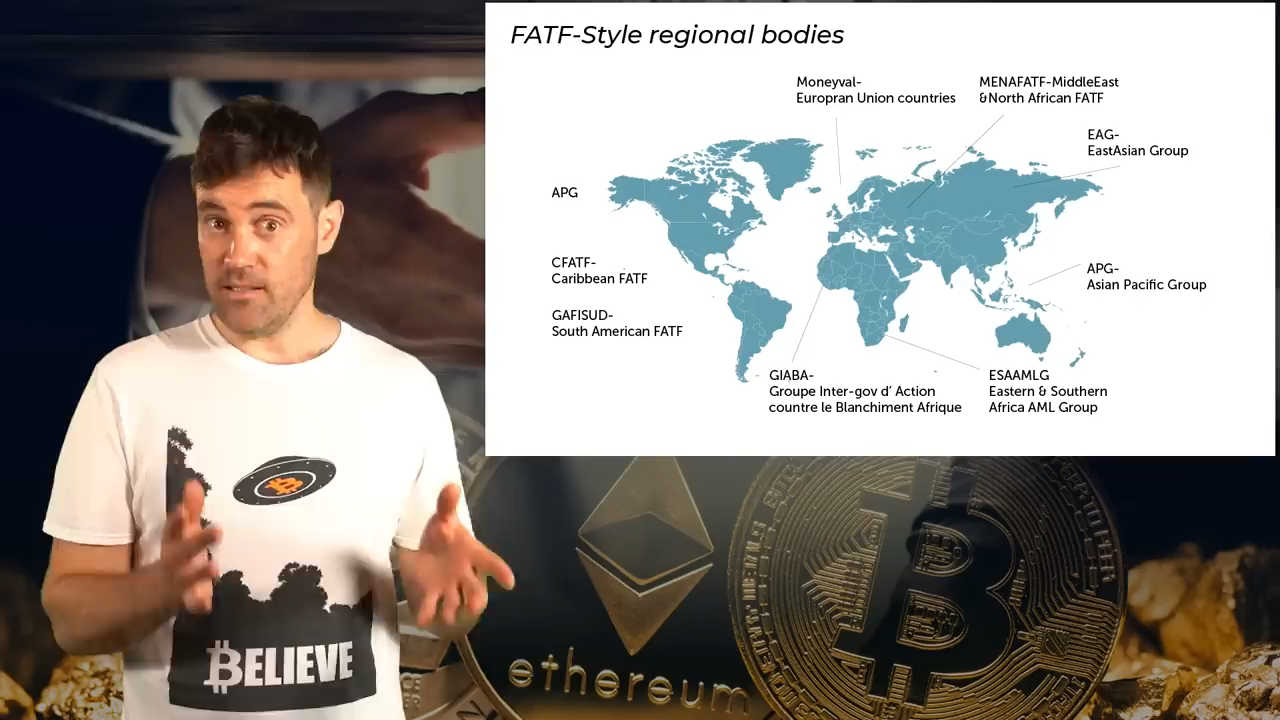 FATF-Style regional bodies
Moneyval-
Europran Union countries
MENAFATF-MiddleEast
&North African FATF
EAG-
EastAsian Group
APG
CFATF-
Caribbean FATF
APG-
Asian Pacific Group
GAFISUD-
South American FATF
GIABA-
Groupe Inter-gov d’ Action
countre le Blanchiment Afrique
ESAAMLG
Eastern & Southern
Africa AML Group
BELIEVE
ethereum